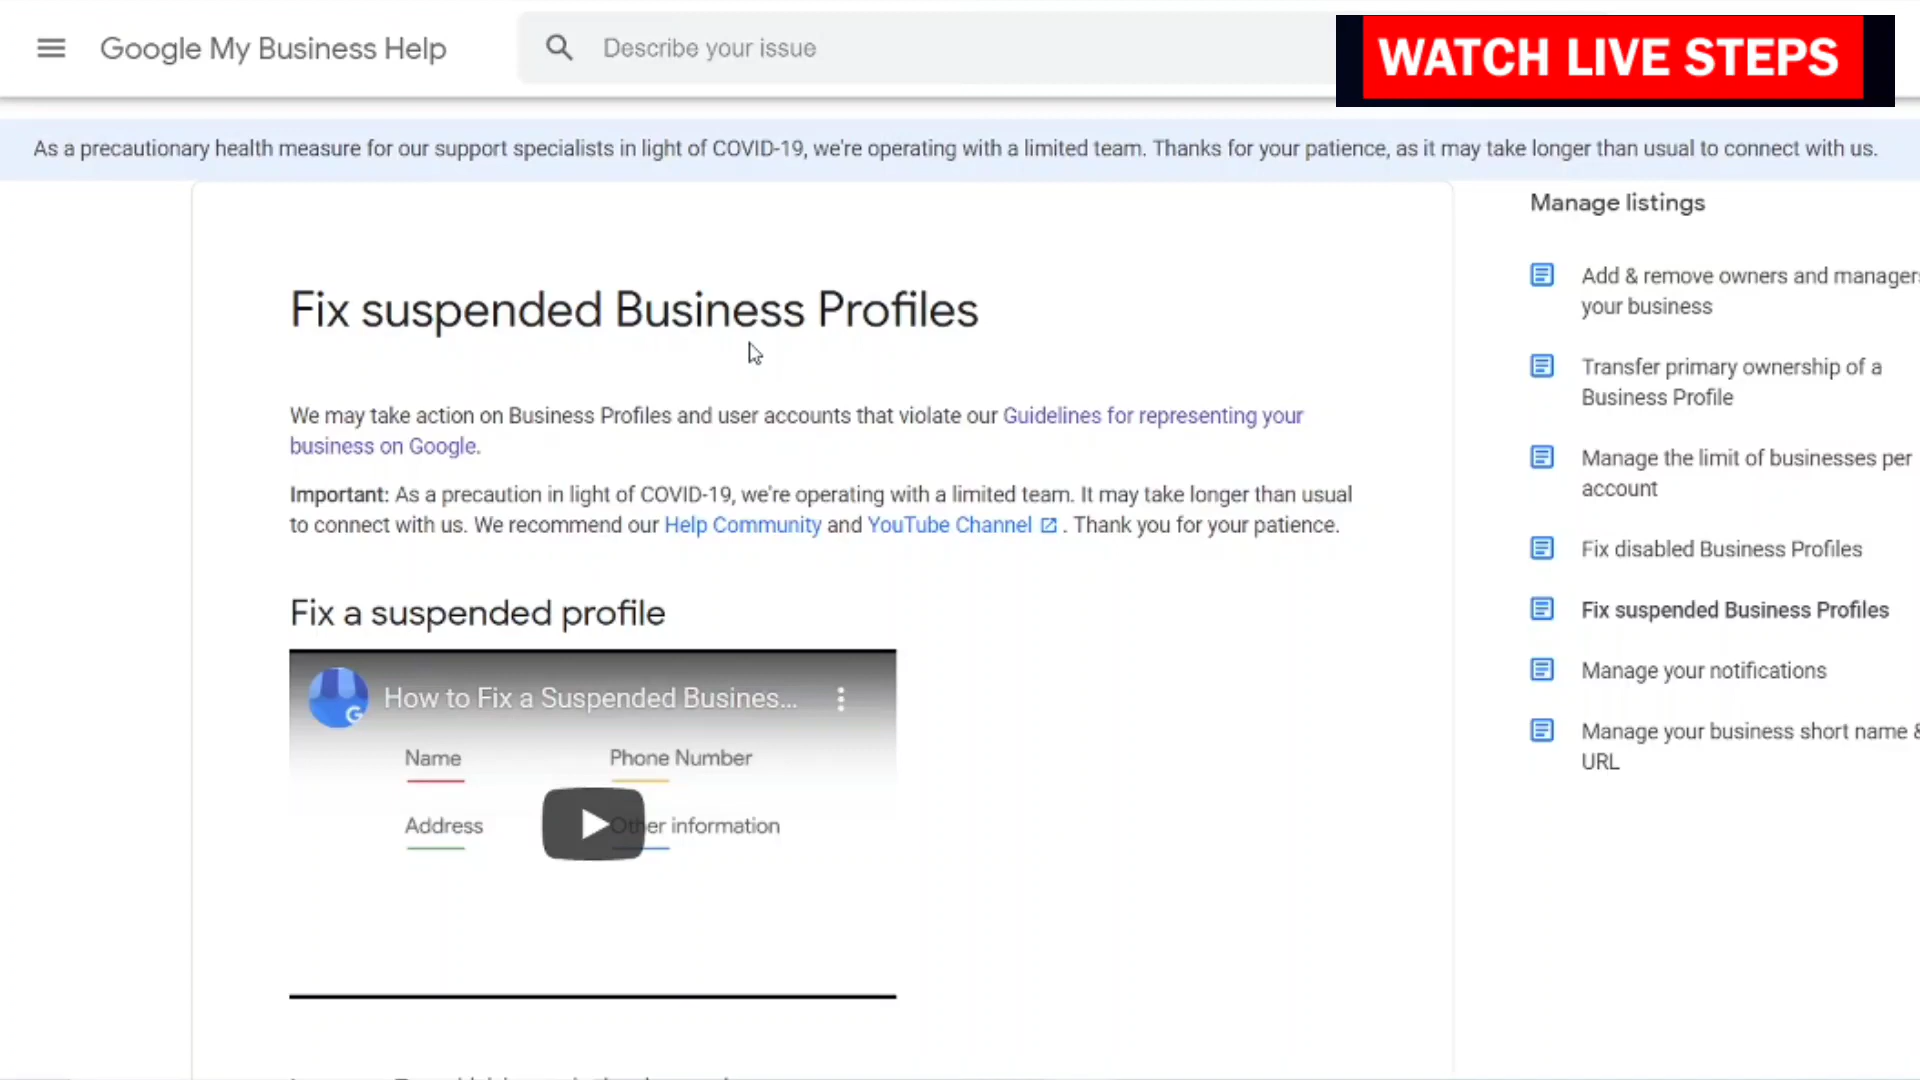 Google My Business Help
Describe your issue
WATCH LIVE STEPS
As a precautionary health measure for our support specialists in light of COVID-19, we're operating with a limited team. Thanks for your patience, as it may take longer than usual to connect with us.
Fix suspended Business Profiles
We may take action on Business Profiles and user accounts that violate our Guidelines for representing your
business on Google.
Important: As a precaution in light of COVID-19, we're operating with a limited team. It may take longer than usual
to connect with us. We recommend our Help Community and YouTube Channel . Thank you for your patience.
Fix a suspended profile
How to Fix a Suspended Busines...
Name
Phone Number
Address
Other information
Manage listings
Add & remove owners and managers
your business
Transfer primary ownership of a
Business Profile
Manage the limit of businesses per
account
Fix disabled Business Profiles
Fix suspended Business Profiles
Manage your notifications
Manage your business short name &
URL